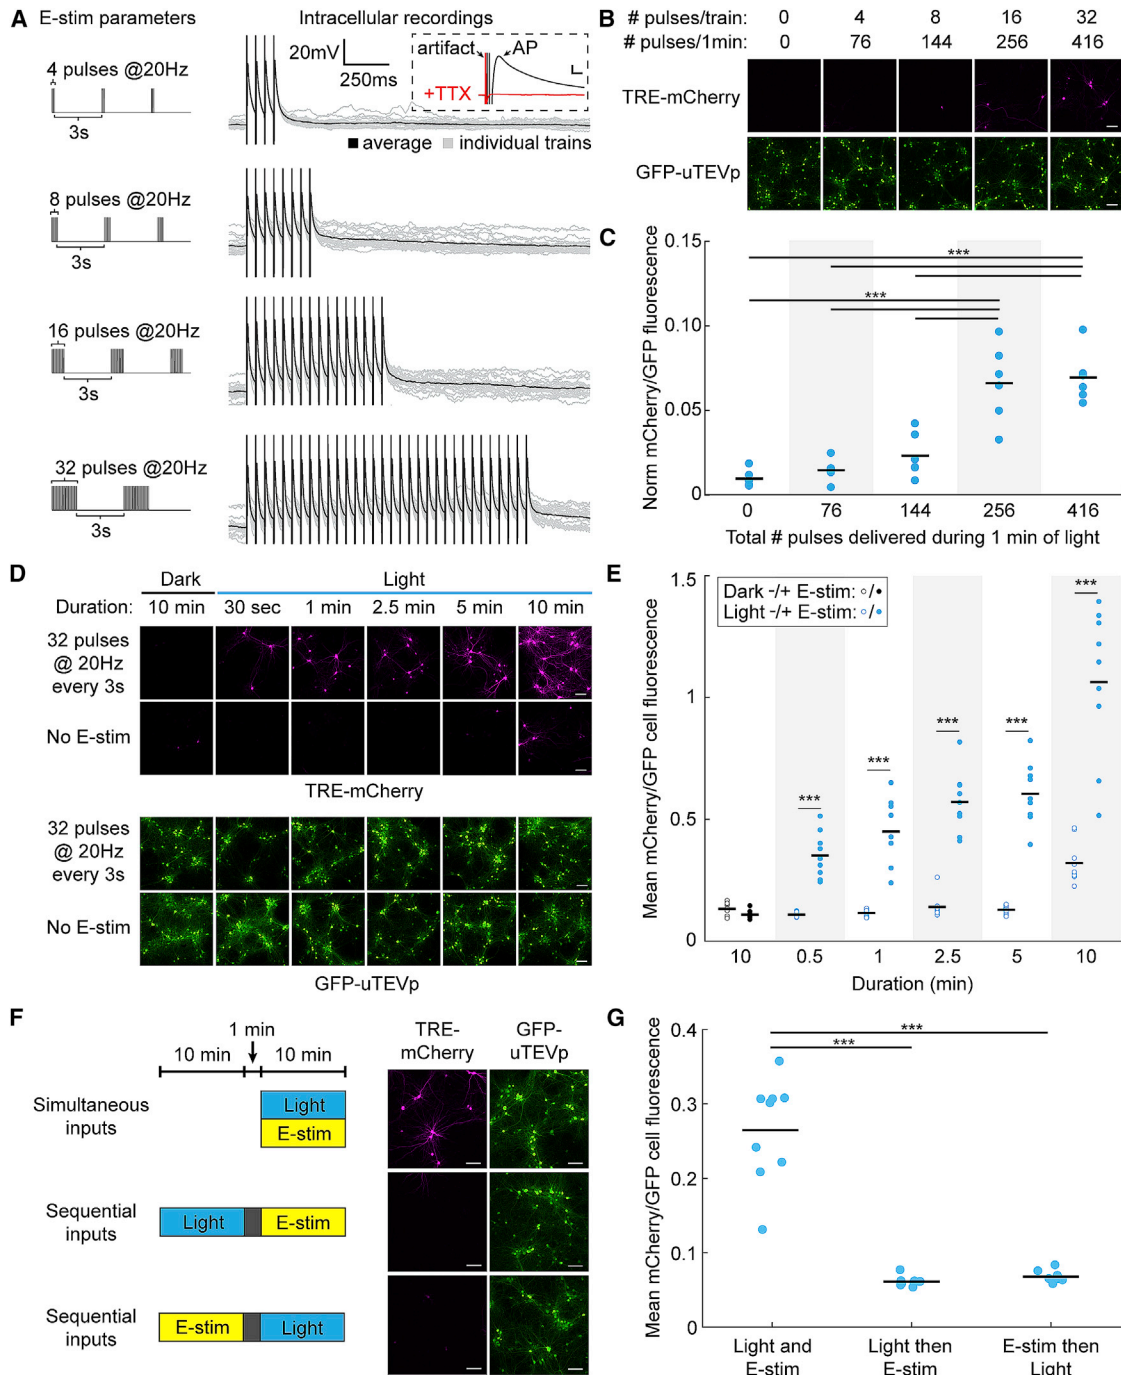 A
E-stim parameters
Intracellular recordings
4 pulses @20Hz
3s
20mV
250ms
artifact
AP
+TTX
average
individual trains
8 pulses @20Hz
3s
16 pulses @20Hz
3s
32 pulses @20Hz
3s
B
# pulses/train: 0 4 8 16 32
# pulses/1min: 0 76 144 256 416
TRE-mCherry
GFP-uTEVp
C
Norm mCherry/GFP fluorescence
0.15
0.10
0.05
0
***
***
0 76 144 256 416
Total # pulses delivered during 1 min of light
D
Dark
Light
Duration: 10 min 30 sec 1 min 2.5 min 5 min 10 min
32 pulses
@ 20Hz
every 3s
No E-stim
TRE-mCherry
32 pulses
@ 20Hz
every 3s
No E-stim
GFP-uTEVp
E
Mean mCherry/GFP cell fluorescence
1.5
1
0.5
0
Dark -/+ E-stim: ○/●
Light -/+ E-stim: ○/●
***
***
***
***
***
10 0.5 1 2.5 5 10
Duration (min)
F
1 min
10 min
10 min
TRE-
mCherry
GFP-
uTEVp
Simultaneous
inputs
Light
E-stim
Sequential
inputs
Light
E-stim
Sequential
inputs
E-stim
Light
G
Mean mCherry/GFP cell fluorescence
0.4
0.3
0.2
0.1
0
***
***
Light and
E-stim
Light then
E-stim
E-stim then
Light